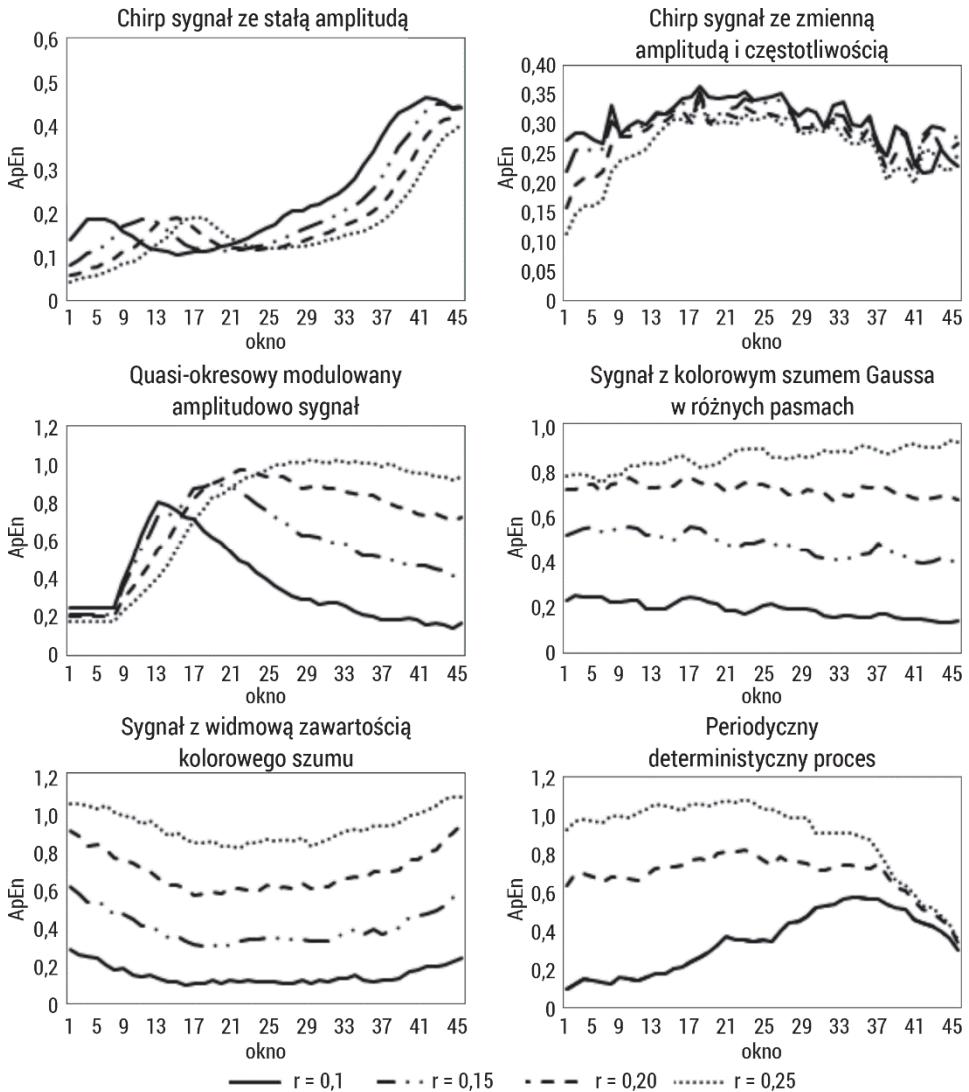 Chirp sygnał ze stałą amplitudą
0,6
0,5
0,4
0,3
0,2
0,1
0
ApEn
1 5 9 13 17 21 25 29 33 37 41 45
okno
Chirp sygnał ze zmienną
amplitudą i częstotliwością
0,40
0,35
0,30
0,25
0,20
0,15
0,10
0,05
0
ApEn
1 5 9 13 17 21 25 29 33 37 41 45
okno
Quasi-okresowy modulowany
amplitudowo sygnał
1,2
1,0
0,8
0,6
0,4
0,2
0
ApEn
1 5 9 13 17 21 25 29 33 37 41 45
okno
Sygnał z kolorowym szumem Gaussa
w różnych pasmach
1,0
0,8
0,6
0,4
0,2
0
ApEn
1 5 9 13 17 21 25 29 33 37 41 45
okno
Sygnał z widmową zawartością
kolorowego szumu
1,2
1,0
0,8
0,6
0,4
0,2
0
ApEn
1 5 9 13 17 21 25 29 33 37 41 45
okno
Periodyczny
deterministyczny proces
1,2
1,0
0,8
0,6
0,4
0,2
0
ApEn
1 5 9 13 17 21 25 29 33 37 41 45
okno
r = 0,1 r = 0,15 r = 0,20 r = 0,25